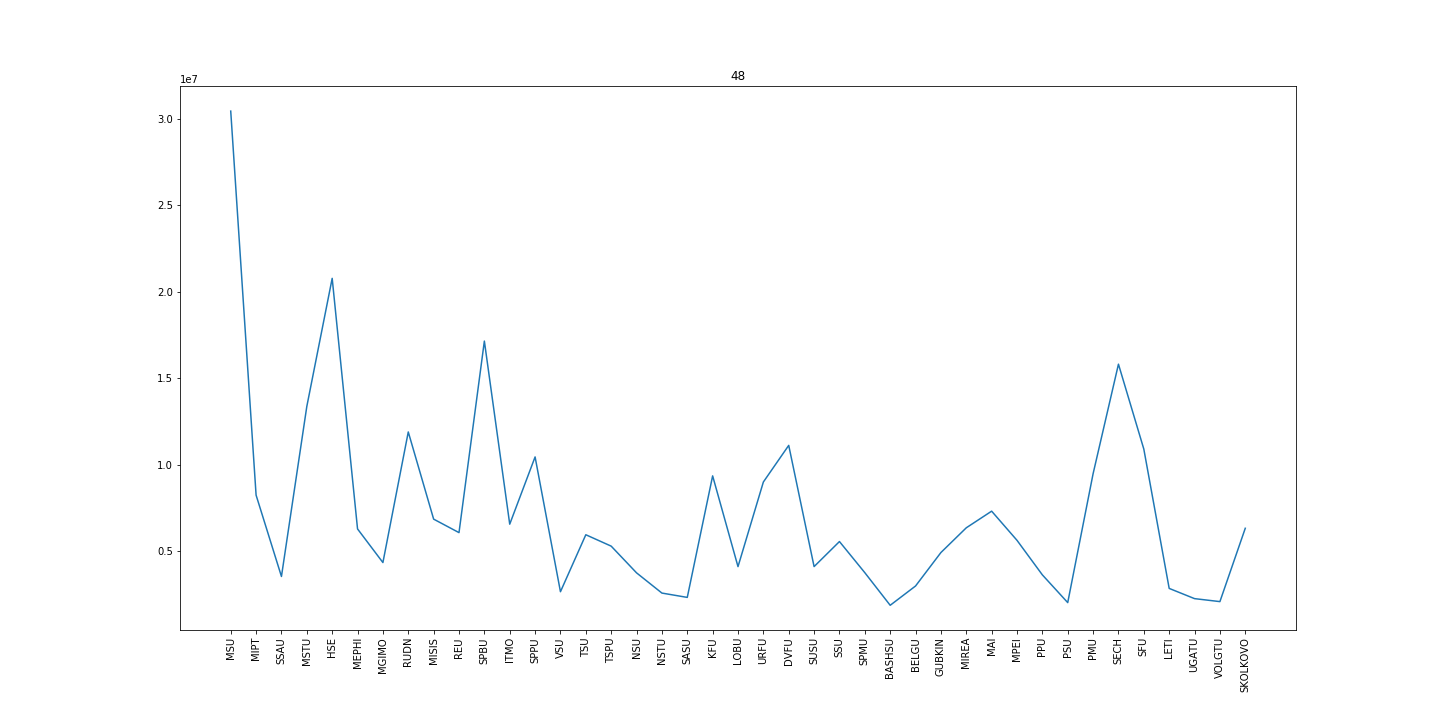 48
1e7
3.0
2.5
2.0
1.5
1.0
0.5
MSU
MIPT
SSAU
MSTU
HSE
MEPHI
MGIMO
RUDN
MISIS
REU
SPBU
ITMO
SPPU
VSU
TSU
TSPU
NSU
NSTU
SASU
KFU
LOBU
URFU
DVFU
SUSU
SSU
SPMU
BASHSU
BELGU
GUBKIN
MIREA
MAI
MPEI
PPU
PSU
PMU
SECH
SFU
LETI
UGATU
VOLGTU
SKOLKOVO